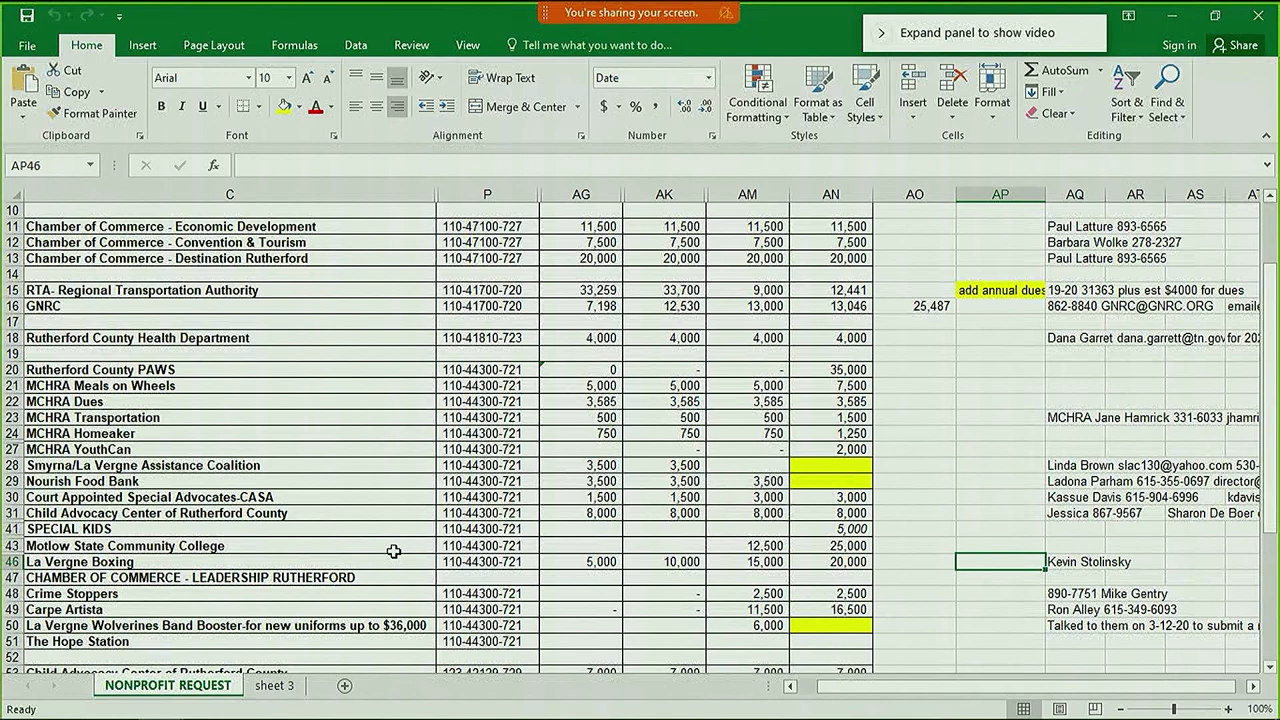 You're sharing your screen.
Expand panel to show video
File Home Insert Page Layout Formulas Data Review View Tell me what you want to do... Sign in Share
Paste Cut Copy Format Painter Clipboard
Arial 10 B I U Font
Wrap Text Merge & Center Alignment
Date $ % , Number
Conditional Formatting Format as Table Cell Styles Styles
Insert Delete Format Cells
AutoSum Fill Clear Sort & Filter Find & Select Editing
AP46 fx
C P AG AK AM AN AO AP AQ AR AS
10
11 Chamber of Commerce - Economic Development 110-47100-727 11,500 11,500 11,500 11,500 Paul Latture 893-6565
12 Chamber of Commerce - Convention & Tourism 110-47100-727 7,500 7,500 7,500 7,500 Barbara Wolke 278-2327
13 Chamber of Commerce - Destination Rutherford 110-47100-727 20,000 20,000 20,000 20,000 Paul Latture 893-6565
14
15 RTA- Regional Transportation Authority 110-41700-720 33,259 33,700 9,000 12,441 add annual dues 19-20 31363 plus est $4000 for dues
16 GNRC 110-41700-720 7,198 12,530 13,000 13,046 25,487 862-8840 GNRC@GNRC.ORG
17
18 Rutherford County Health Department 110-41810-723 4,000 4,000 4,000 4,000 Dana Garret dana.garrett@tn.gov for
19
20 Rutherford County PAWS 110-44300-721 0 - - 35,000
21 MCHRA Meals on Wheels 110-44300-721 5,000 5,000 5,000 7,500
22 MCHRA Dues 110-44300-721 3,585 3,585 3,585 3,585
23 MCHRA Transportation 110-44300-721 500 500 500 1,500 MCHRA Jane Hamrick 331-6033
24 MCHRA Homeaker 110-44300-721 750 750 750 1,250
27 MCHRA YouthCan 110-44300-721 - - 2,000
28 Smyrna/La Vergne Assistance Coalition 110-44300-721 3,500 3,500 Linda Brown slac130@yahoo.com 530-
29 Nourish Food Bank 110-44300-721 3,500 3,500 3,500 Ladona Parham 615-355-0697
30 Court Appointed Special Advocates-CASA 110-44300-721 1,500 1,500 3,000 3,000 Kassue Davis 615-904-6996
31 Child Advocacy Center of Rutherford County 110-44300-721 8,000 8,000 8,000 8,000 Jessica 867-9567 Sharon De Boer
41 SPECIAL KIDS 110-44300-721 5,000
43 Motlow State Community College 110-44300-721 12,500 25,000
46 La Vergne Boxing 110-44300-721 5,000 10,000 15,000 20,000 Kevin Stolinsky
47 CHAMBER OF COMMERCE - LEADERSHIP RUTHERFORD 110-44300-721
48 Crime Stoppers 110-44300-721 - 2,500 2,500 890-7751 Mike Gentry
49 Carpe Artista 110-44300-721 - - 11,500 16,500 Ron Alley 615-349-6093
50 La Vergne Wolverines Band Booster-for new uniforms up to $36,000 110-44300-721 6,000 Talked to them on 3-12-20 to submit a
51 The Hope Station 110-44300-721
52
Child Advocacy Center of Rutherford County 7,000 7,000 7,000 7,000
NONPROFIT REQUEST sheet 3
Ready 100%